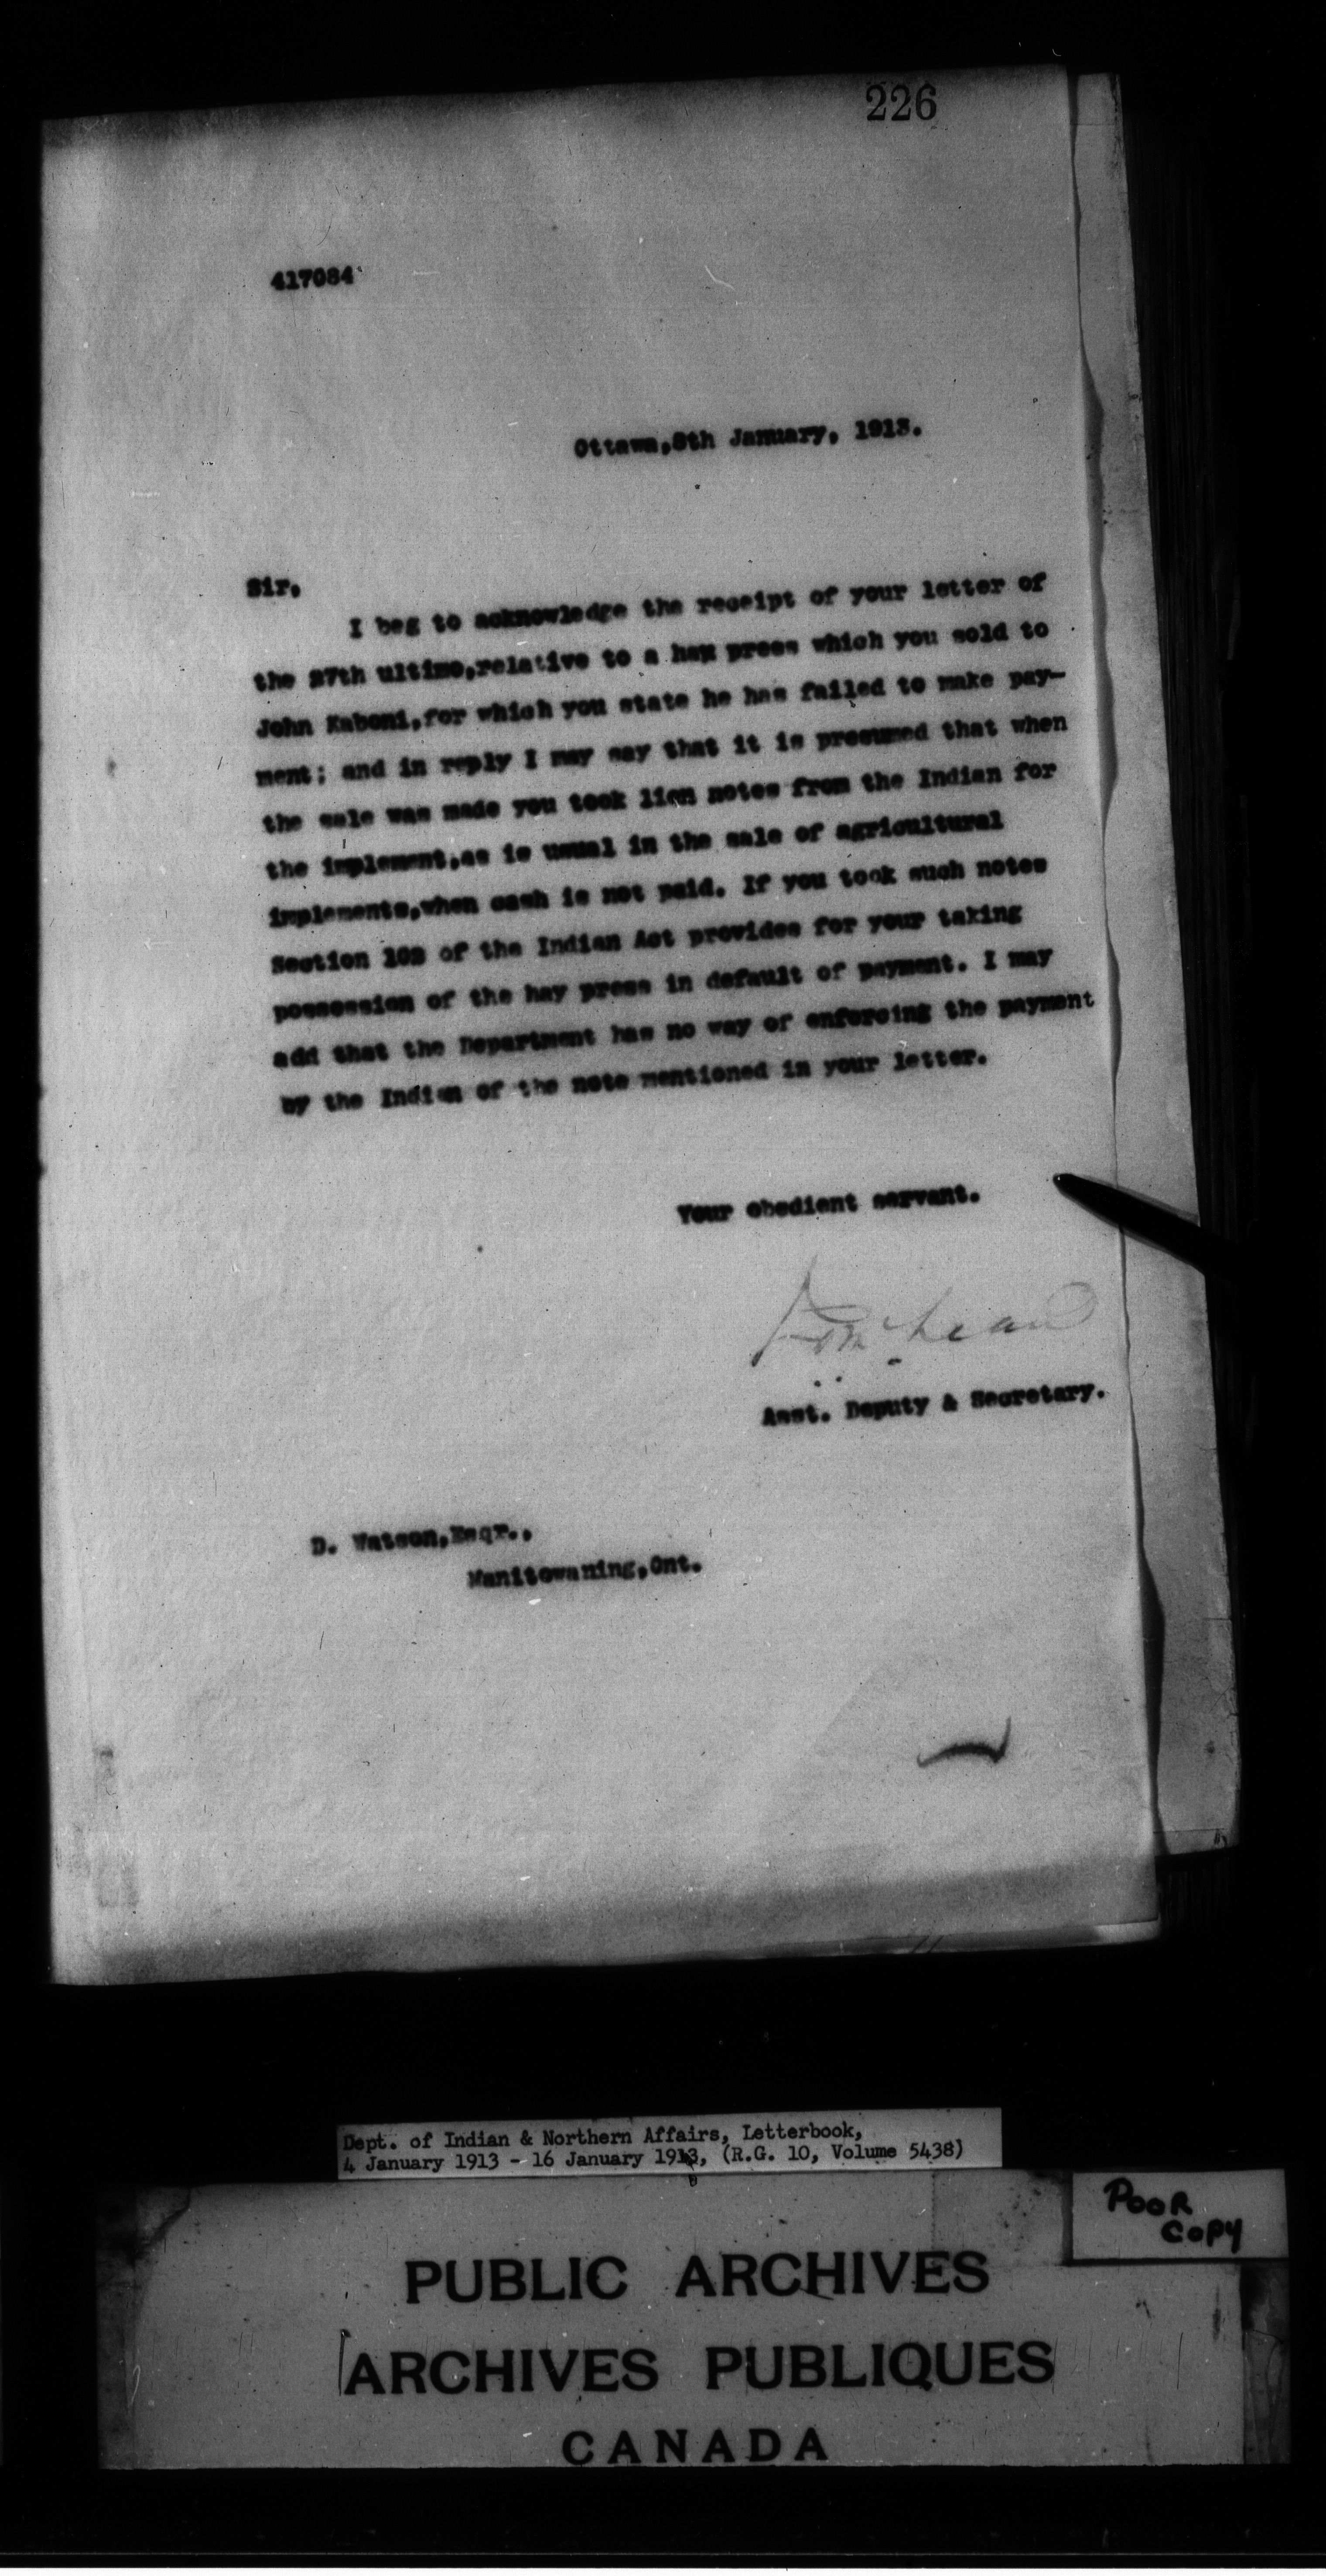 226
417084
Ottawa,8th January, 1913.
Sir,
I beg to acknowledge the receipt of your letter of
the 27th ultimo,relative to a hay press which you sold to
John Kaboni,for which you state he has failed to make pay-
ment; and in reply I may say that it is presumed that when
the sale was made you took lien notes from the Indian for
the implement,as is usual in the sale of agricultural
implements,when cash is not paid. If you took such notes
Section 102 of the Indian Act provides for your taking
possession of the hay press in default of payment. I may
add that the Department has no way of enforcing the payment
by the Indian of the note mentioned in your letter.
Your obedient servant.
Asst. Deputy & Secretary.
D. Watson,Esqr.,
Manitowaning,Ont.
Dept. of Indian & Northern Affairs, Letterbook,
4 January 1913 - 16 January 1913, (R.G. 10, Volume 5438)
POOR
COPY
PUBLIC ARCHIVES
ARCHIVES PUBLIQUES
CANADA